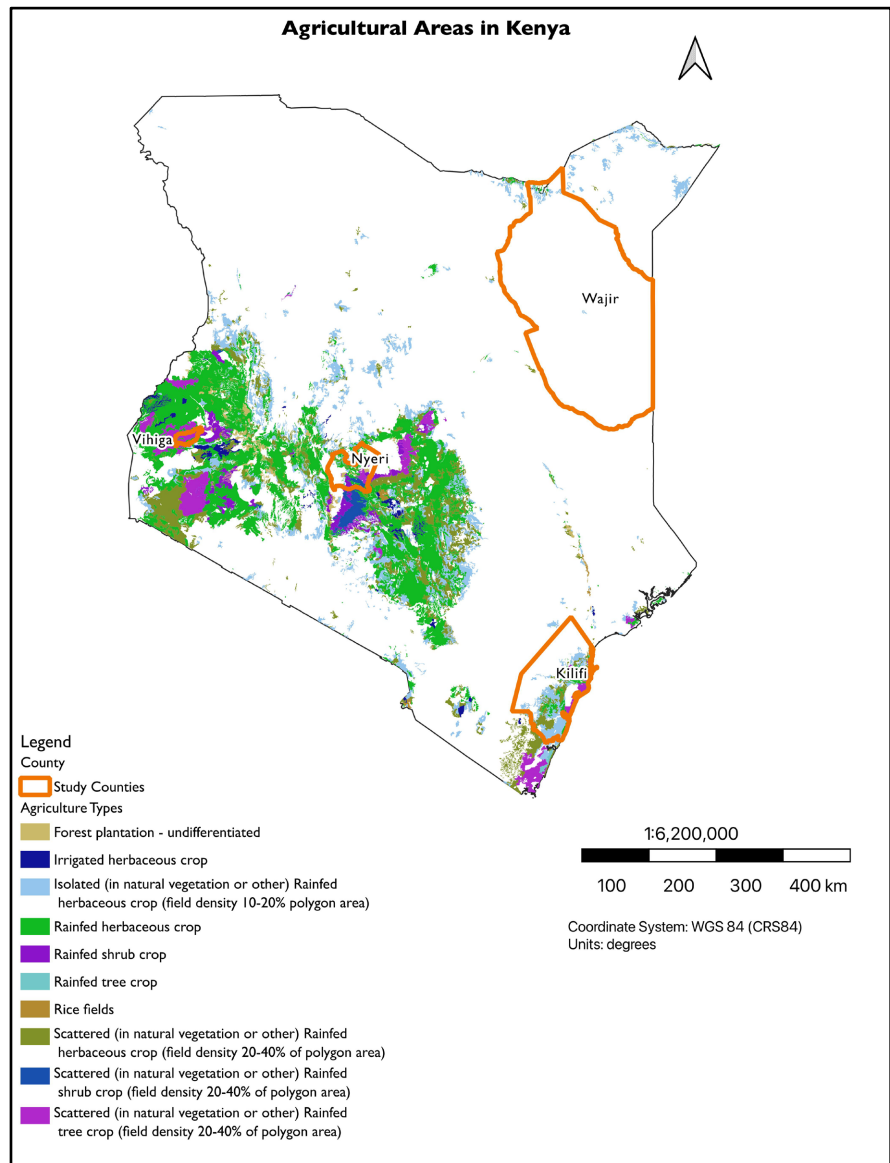 Agricultural Areas in Kenya
Wajir
Vihiga
Nyeri
Kilifi
Legend
County
Study Counties
Agriculture Types
Forest plantation - undifferentiated
Irrigated herbaceous crop
Isolated (in natural vegetation or other) Rainfed
herbaceous crop (field density 10-20% polygon area)
Rainfed herbaceous crop
Rainfed shrub crop
Rainfed tree crop
Rice fields
Scattered (in natural vegetation or other) Rainfed
herbaceous crop (field density 20-40% of polygon area)
Scattered (in natural vegetation or other) Rainfed
shrub crop (field density 20-40% of polygon area)
Scattered (in natural vegetation or other) Rainfed
tree crop (field density 20-40% of polygon area)
1:6,200,000
100 200 300 400 km
Coordinate System: WGS 84 (CRS84)
Units: degrees